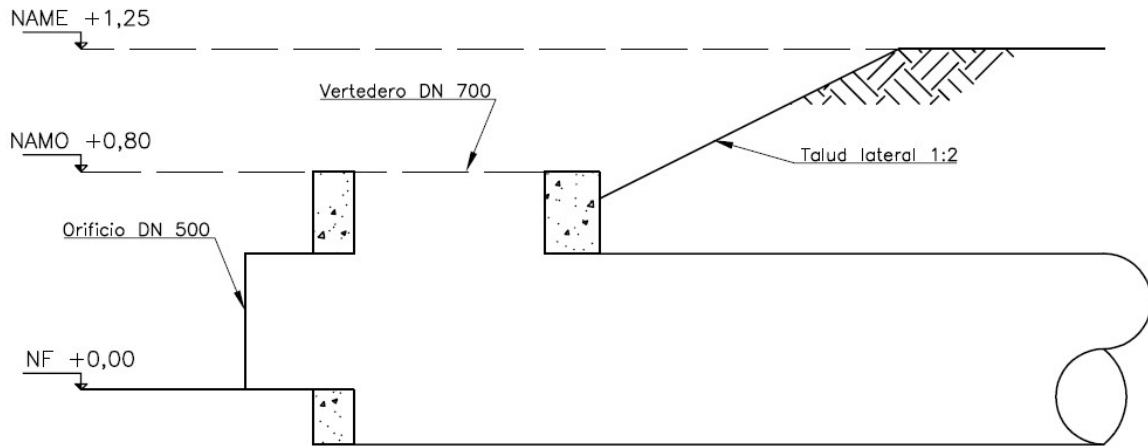 NAME +1,25
Vertedero DN 700
NAMO +0,80
Talud lateral 1:2
Orificio DN 500
NF +0,00